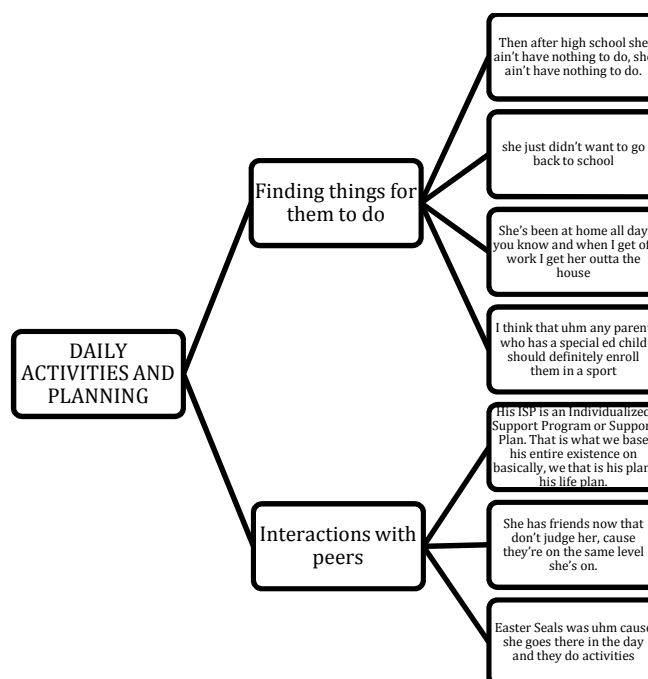 DAILY
ACTIVITIES AND
PLANNING
Finding things for
them to do
Then after high school she
ain't have nothing to do, she
ain't have nothing to do.
she just didn't want to go
back to school
She's been at home all day
you know and when I get of
work I get her outta the
house
I think that uhm any parent
who has a special ed child
should definitely enroll
them in a sport
Interactions with
peers
His ISP is an Individualized
Support Program or Support
Plan. That is what we base
his entire existence on
basically, we that is his plan
his life plan.
She has friends now that
don't judge her, cause
they're on the same level
she's on.
Easter Seals was uhm cause
she goes there in the day
and they do activities